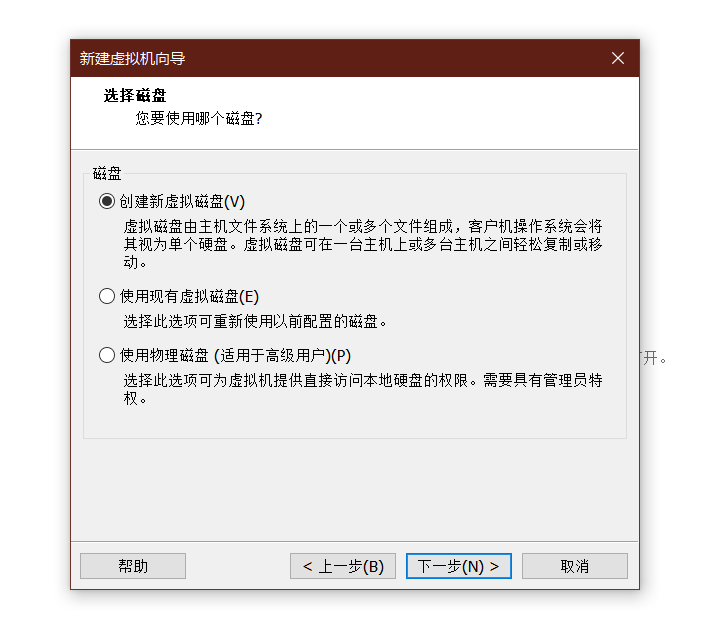 新建虚拟机向导
选择磁盘
您要使用哪个磁盘?
磁盘
创建新虚拟磁盘(V)
虚拟磁盘由主机文件系统上的一个或多个文件组成，客户机操作系统会将
其视为单个硬盘。虚拟磁盘可在一台主机上或多台主机之间轻松复制或移
动。
使用现有虚拟磁盘(E)
选择此选项可重新使用以前配置的磁盘。
使用物理磁盘 (适用于高级用户)(P)
开。
选择此选项可为虚拟机提供直接访问本地硬盘的权限。需要具有管理员特
权。
帮助
< 上一步(B)
下一步(N) >
取消